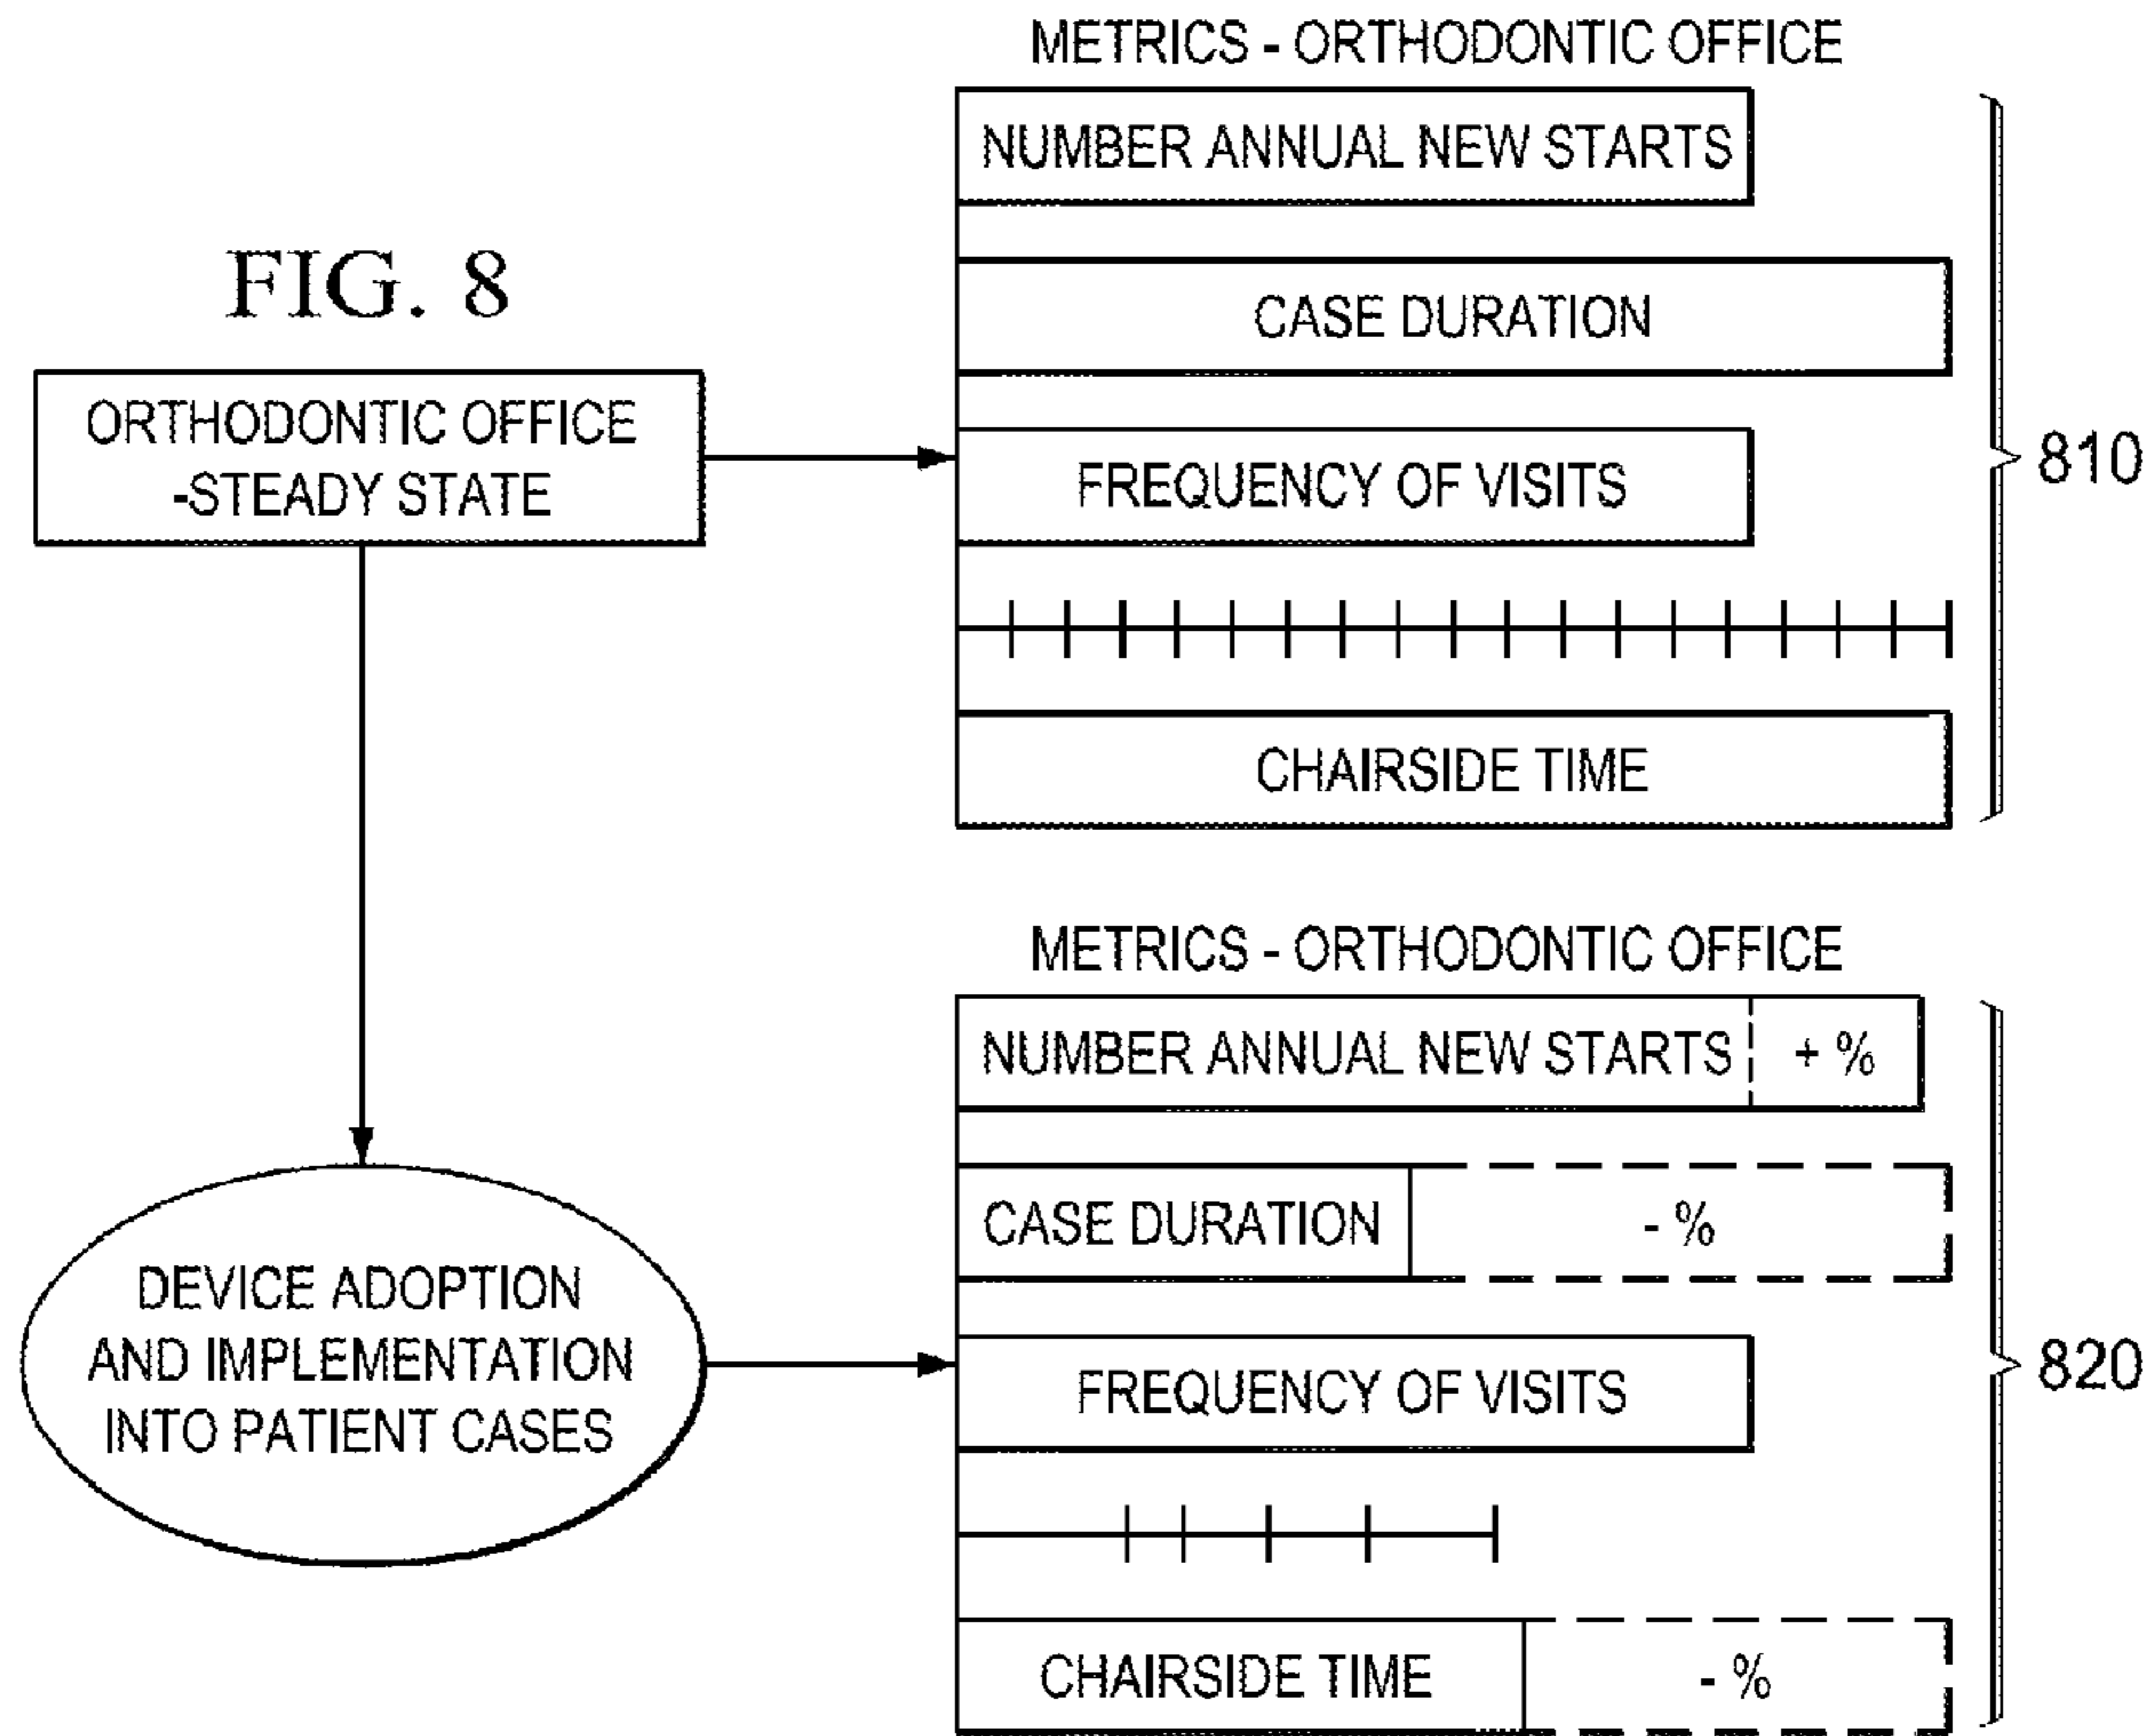 METRICS - ORTHODONTIC OFFICE
NUMBER ANNUAL NEW STARTS
FIG. 8
CASE DURATION
ORTHODONTIC OFFICE
-STEADY STATE
FREQUENCY OF VISITS
810
CHAIRSIDE TIME
METRICS - ORTHODONTIC OFFICE
NUMBER ANNUAL NEW STARTS + %
CASE DURATION - %
DEVICE ADOPTION
AND IMPLEMENTATION
INTO PATIENT CASES
FREQUENCY OF VISITS
820
CHAIRSIDE TIME - %